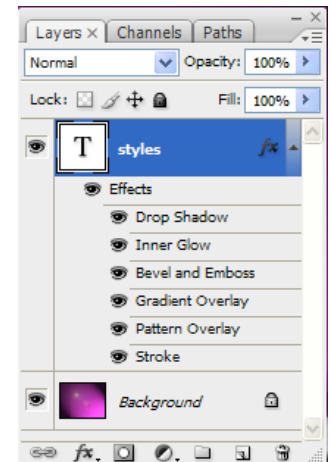 Layers × Channels Paths
Normal Opacity: 100%
Lock: Fill: 100%
T styles fx
Effects
Drop Shadow
Inner Glow
Bevel and Emboss
Gradient Overlay
Pattern Overlay
Stroke
Background
fx.